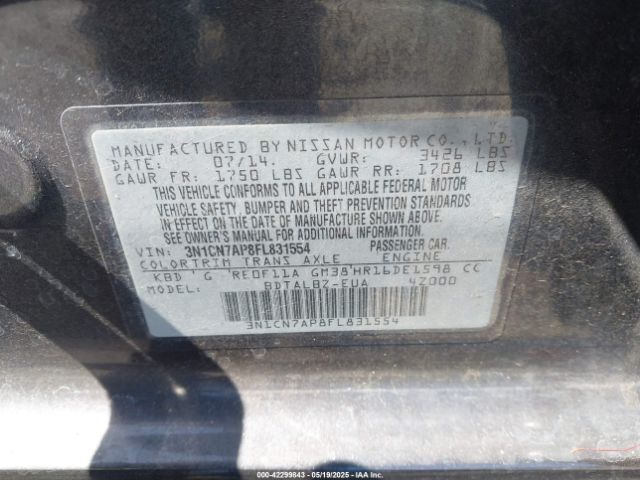 MANUFACTURED BY NISSAN MOTOR CO., LTD.
DATE: 07/14. GVWR: 3426 LBS
GAWR FR: 1750 LBS GAWR RR: 1708 LBS
THIS VEHICLE CONFORMS TO ALL APPLICABLE FEDERAL MOTOR
VEHICLE SAFETY, BUMPER AND THEFT PREVENTION STANDARDS
IN EFFECT ON THE DATE OF MANUFACTURE SHOWN ABOVE.
SEE OWNER'S MANUAL FOR ADDITIONAL INFORMATION.
VIN: 3N1CN7AP8FL831554 PASSENGER CAR.
COLOR TRIM TRANS AXLE ENGINE
KBD G RE0F11A GM38 HR16DE1598 CC
MODEL: BDTALBZ-EUA 4Z000
3N1CN7AP8FL831554
000-42299843 - 05/19/2025 - IAA Inc.